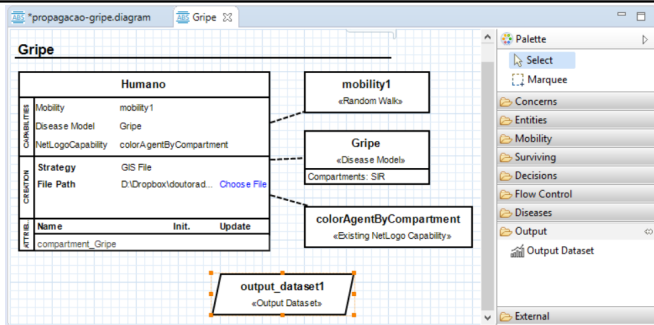 *propagacao-gripe.diagram
Gripe
Gripe
Humano
CAPABILITIES
Mobility mobility1
Disease Model Gripe
NetLogoCapability colorAgentByCompartment
CREATION
Strategy GIS File
File Path D:\Dropbox\doutorad... Choose File
ATTRIB.
Name Init. Update
compartment_Gripe
mobility1
«Random Walk»
Gripe
«Disease Model»
Compartments: SIR
colorAgentByCompartment
«Existing NetLogo Capability»
output_dataset1
«Output Dataset»
Palette
Select
Marquee
Concerns
Entities
Mobility
Surviving
Decisions
Flow Control
Diseases
Output
Output Dataset
External